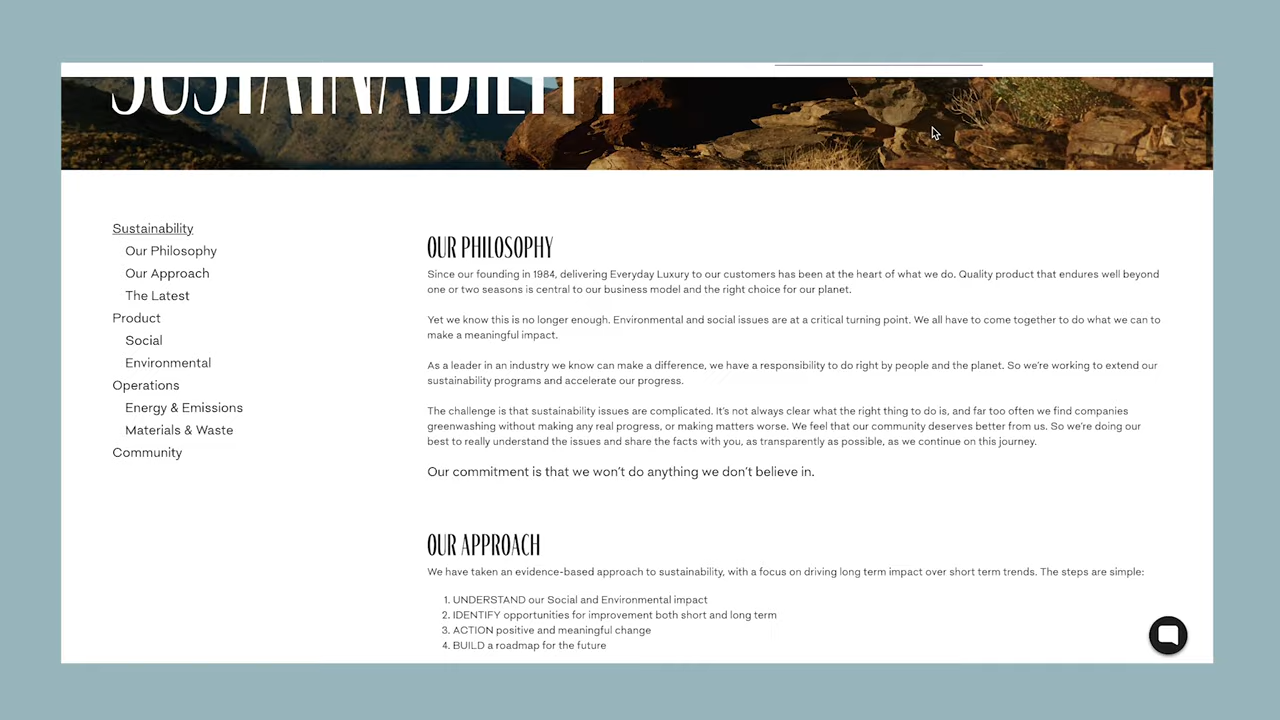 SUSTAINABILITY
Sustainability
Our Philosophy
Our Approach
The Latest
Product
Social
Environmental
Operations
Energy & Emissions
Materials & Waste
Community
OUR PHILOSOPHY
Since our founding in 1984, delivering Everyday Luxury to our customers has been at the heart of what we do. Quality product that endures well beyond
one or two seasons is central to our business model and the right choice for our planet.
Yet we know this is no longer enough. Environmental and social issues are at a critical turning point. We all have to come together to do what we can to
make a meaningful impact.
As a leader in an industry we know can make a difference, we have a responsibility to do right by people and the planet. So we’re working to extend our
sustainability programs and accelerate our progress.
The challenge is that sustainability issues are complicated. It’s not always clear what the right thing to do is, and far too often we find companies
greenwashing without making any real progress, or making matters worse. We feel that our community deserves better from us. So we’re doing our
best to really understand the issues and share the facts with you, as transparently as possible, as we continue on this journey.
Our commitment is that we won’t do anything we don’t believe in.
OUR APPROACH
We have taken an evidence-based approach to sustainability, with a focus on driving long term impact over short term trends. The steps are simple:
1. UNDERSTAND our Social and Environmental impact
2. IDENTIFY opportunities for improvement both short and long term
3. ACTION positive and meaningful change
4. BUILD a roadmap for the future